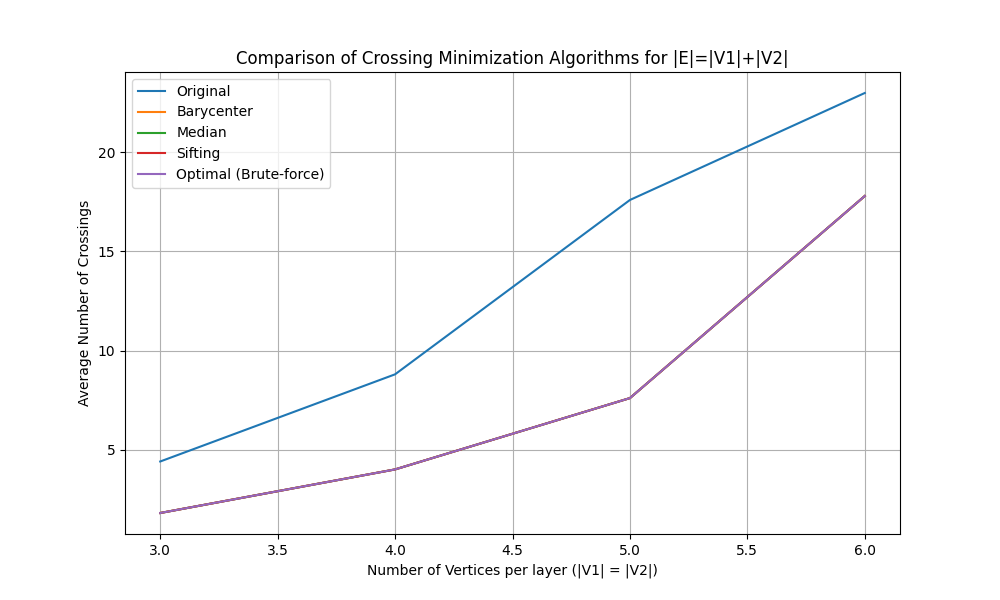 Comparison of Crossing Minimization Algorithms for |E|=|V1|+|V2|
Original
Barycenter
Median
Sifting
Optimal (Brute-force)
Average Number of Crossings
20
15
10
5
3.0 3.5 4.0 4.5 5.0 5.5 6.0
Number of Vertices per layer (|V1| = |V2|)